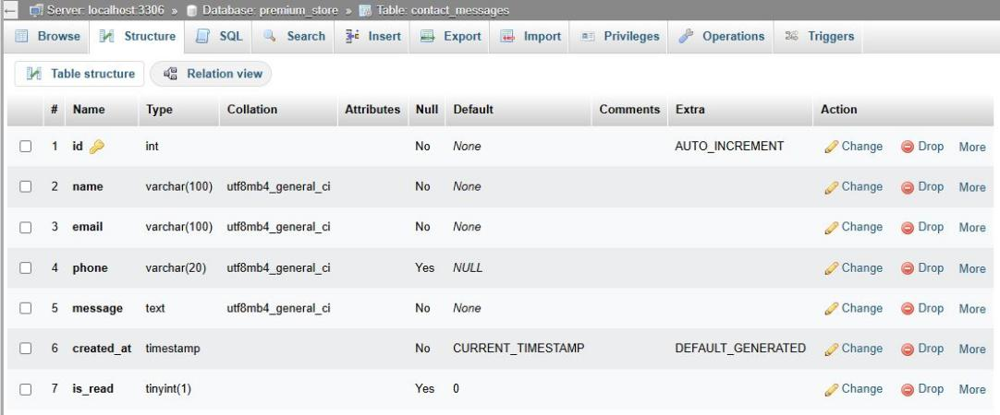 Server: localhost:3306 » Database: premium_store » Table: contact_messages
Browse Structure SQL Search Insert Export Import Privileges Operations Triggers
Table structure Relation view
# Name Type Collation Attributes Null Default Comments Extra Action
1 id int No None AUTO_INCREMENT Change Drop More
2 name varchar(100) utf8mb4_general_ci No None Change Drop More
3 email varchar(100) utf8mb4_general_ci No None Change Drop More
4 phone varchar(20) utf8mb4_general_ci Yes NULL Change Drop More
5 message text utf8mb4_general_ci No None Change Drop More
6 created_at timestamp No CURRENT_TIMESTAMP DEFAULT_GENERATED Change Drop More
7 is_read tinyint(1) Yes 0 Change Drop More